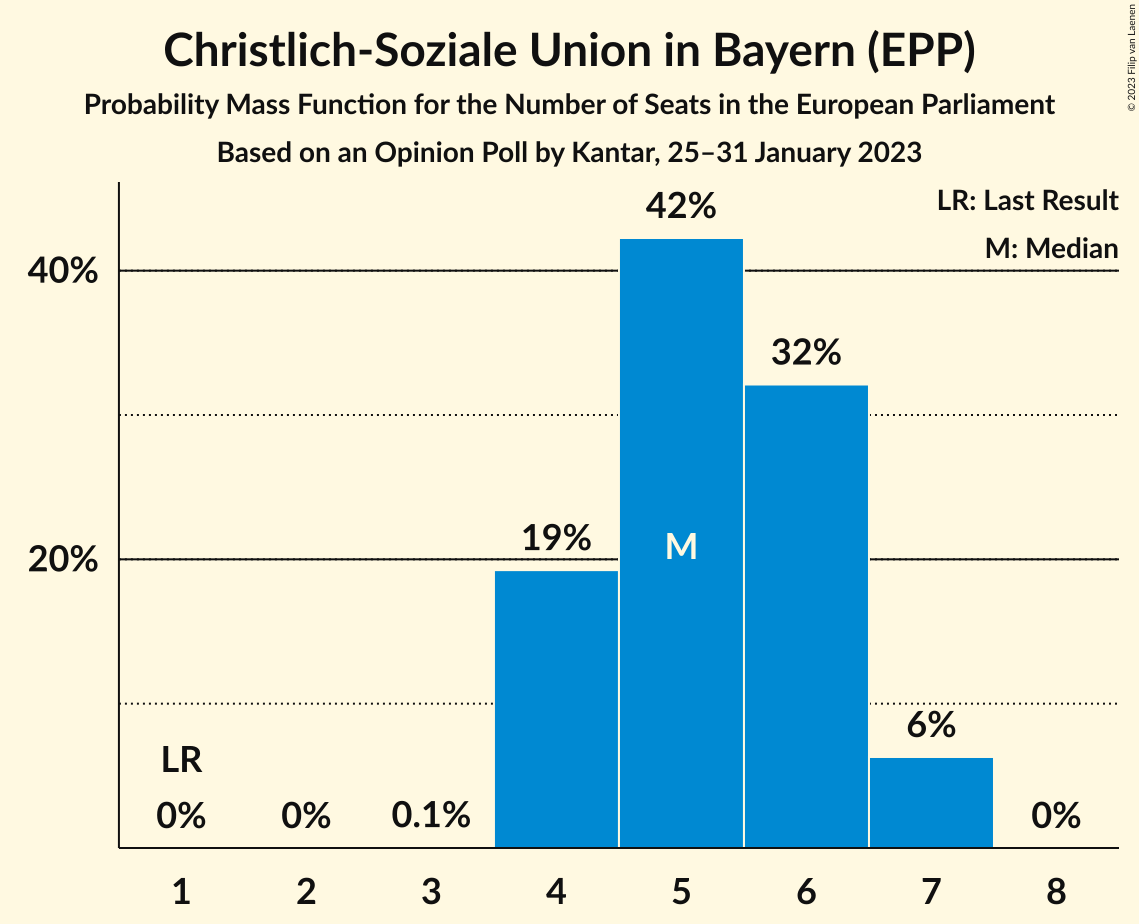 Christlich-Soziale Union in Bayern (EPP)
Probability Mass Function for the Number of Seats in the European Parliament
Based on an Opinion Poll by Kantar, 25–31 January 2023
© 2023 Filip van Laenen
LR: Last Result
M: Median
42%
40%
32%
19%
M
20%
6%
LR
0%
0%
0.1%
0%
1 2 3 4 5 6 7 8